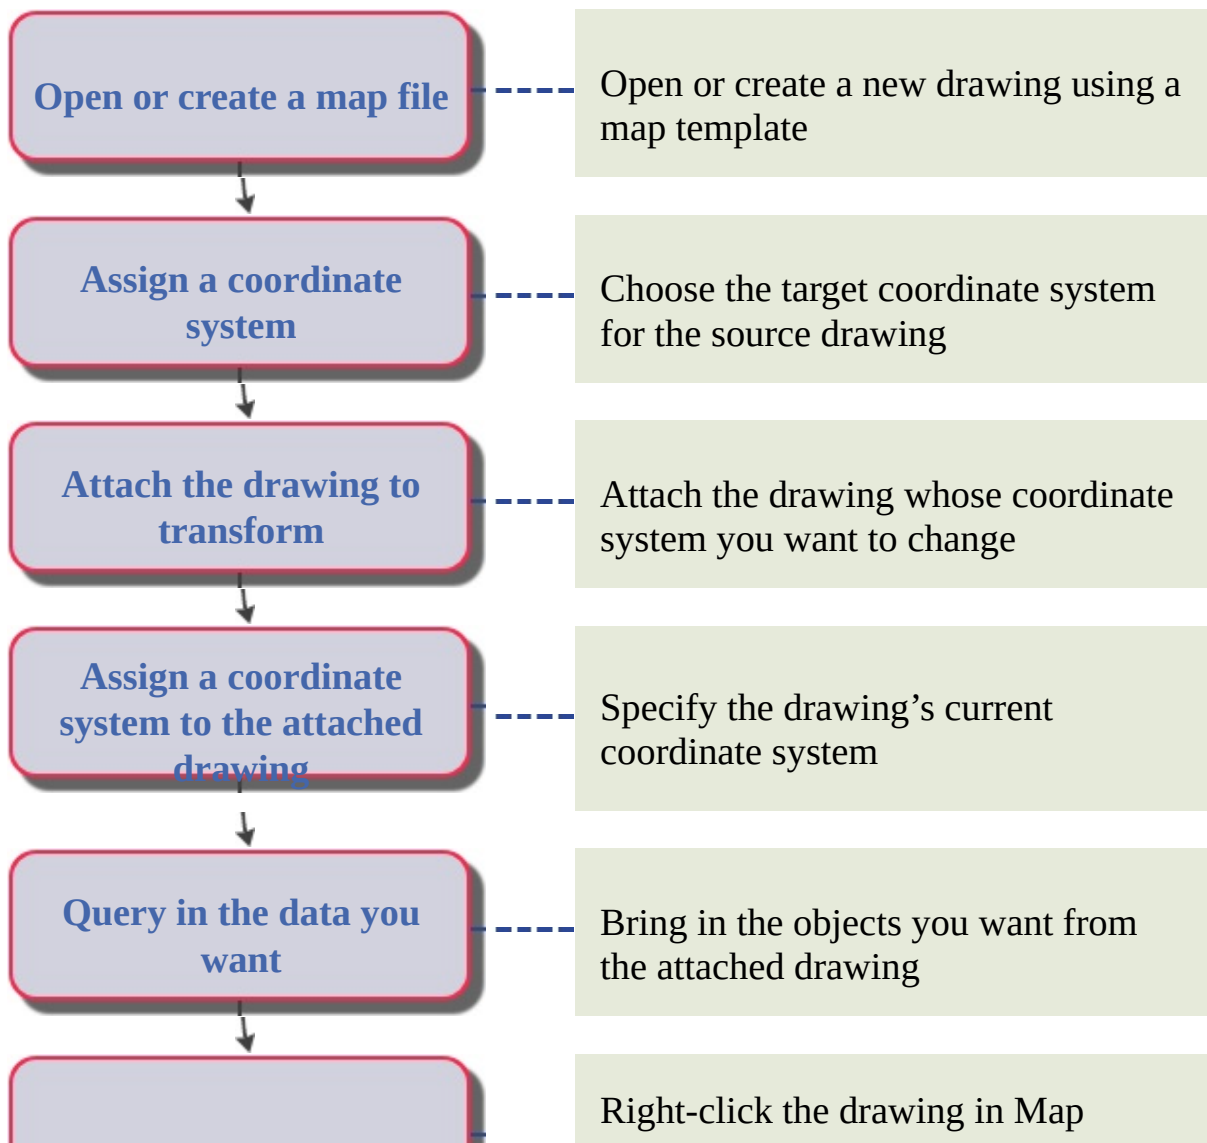 Open or create a map file
Open or create a new drawing using a
map template
Assign a coordinate
system
Choose the target coordinate system
for the source drawing
Attach the drawing to
transform
Attach the drawing whose coordinate
system you want to change
Assign a coordinate
system to the attached
drawing
Specify the drawing’s current
coordinate system
Query in the data you
want
Bring in the objects you want from
the attached drawing
Right-click the drawing in Map